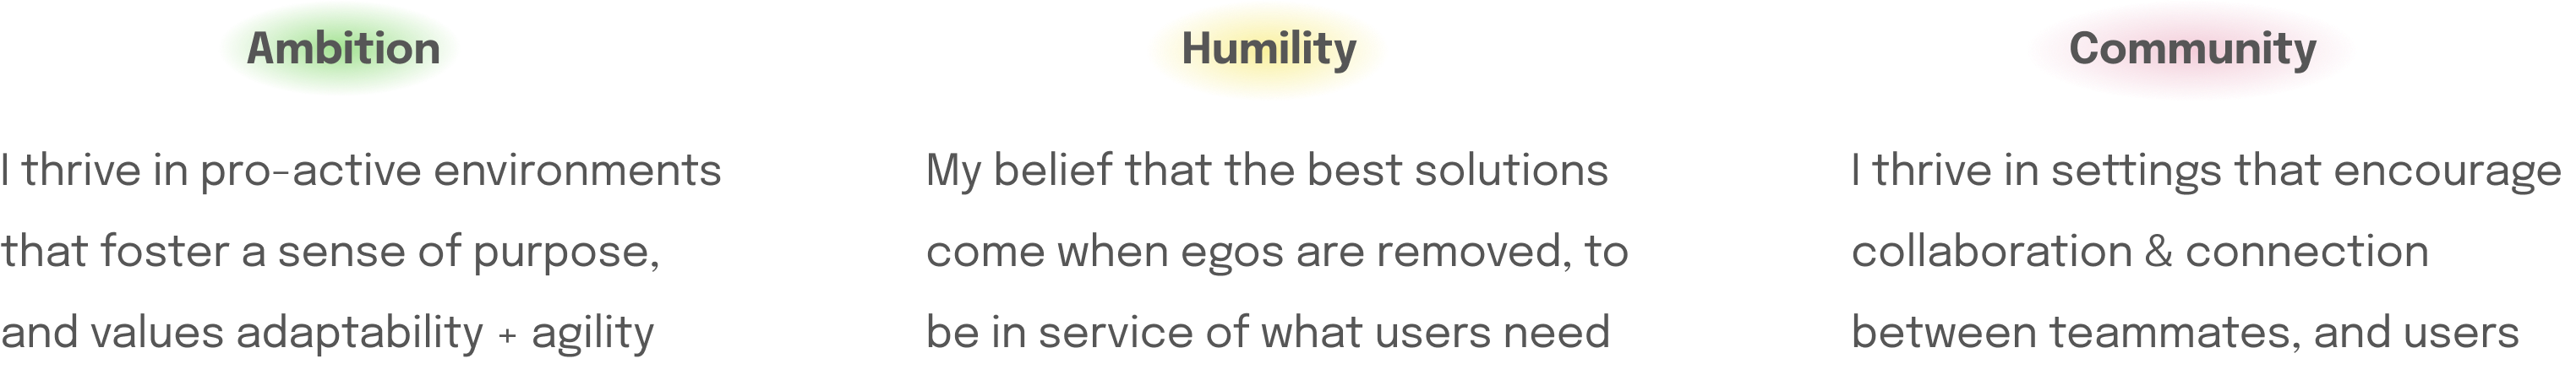 Ambition
I thrive in pro-active environments
that foster a sense of purpose,
and values adaptability + agility
Humility
My belief that the best solutions
come when egos are removed, to
be in service of what users need
Community
I thrive in settings that encourage
collaboration & connection
between teammates, and users